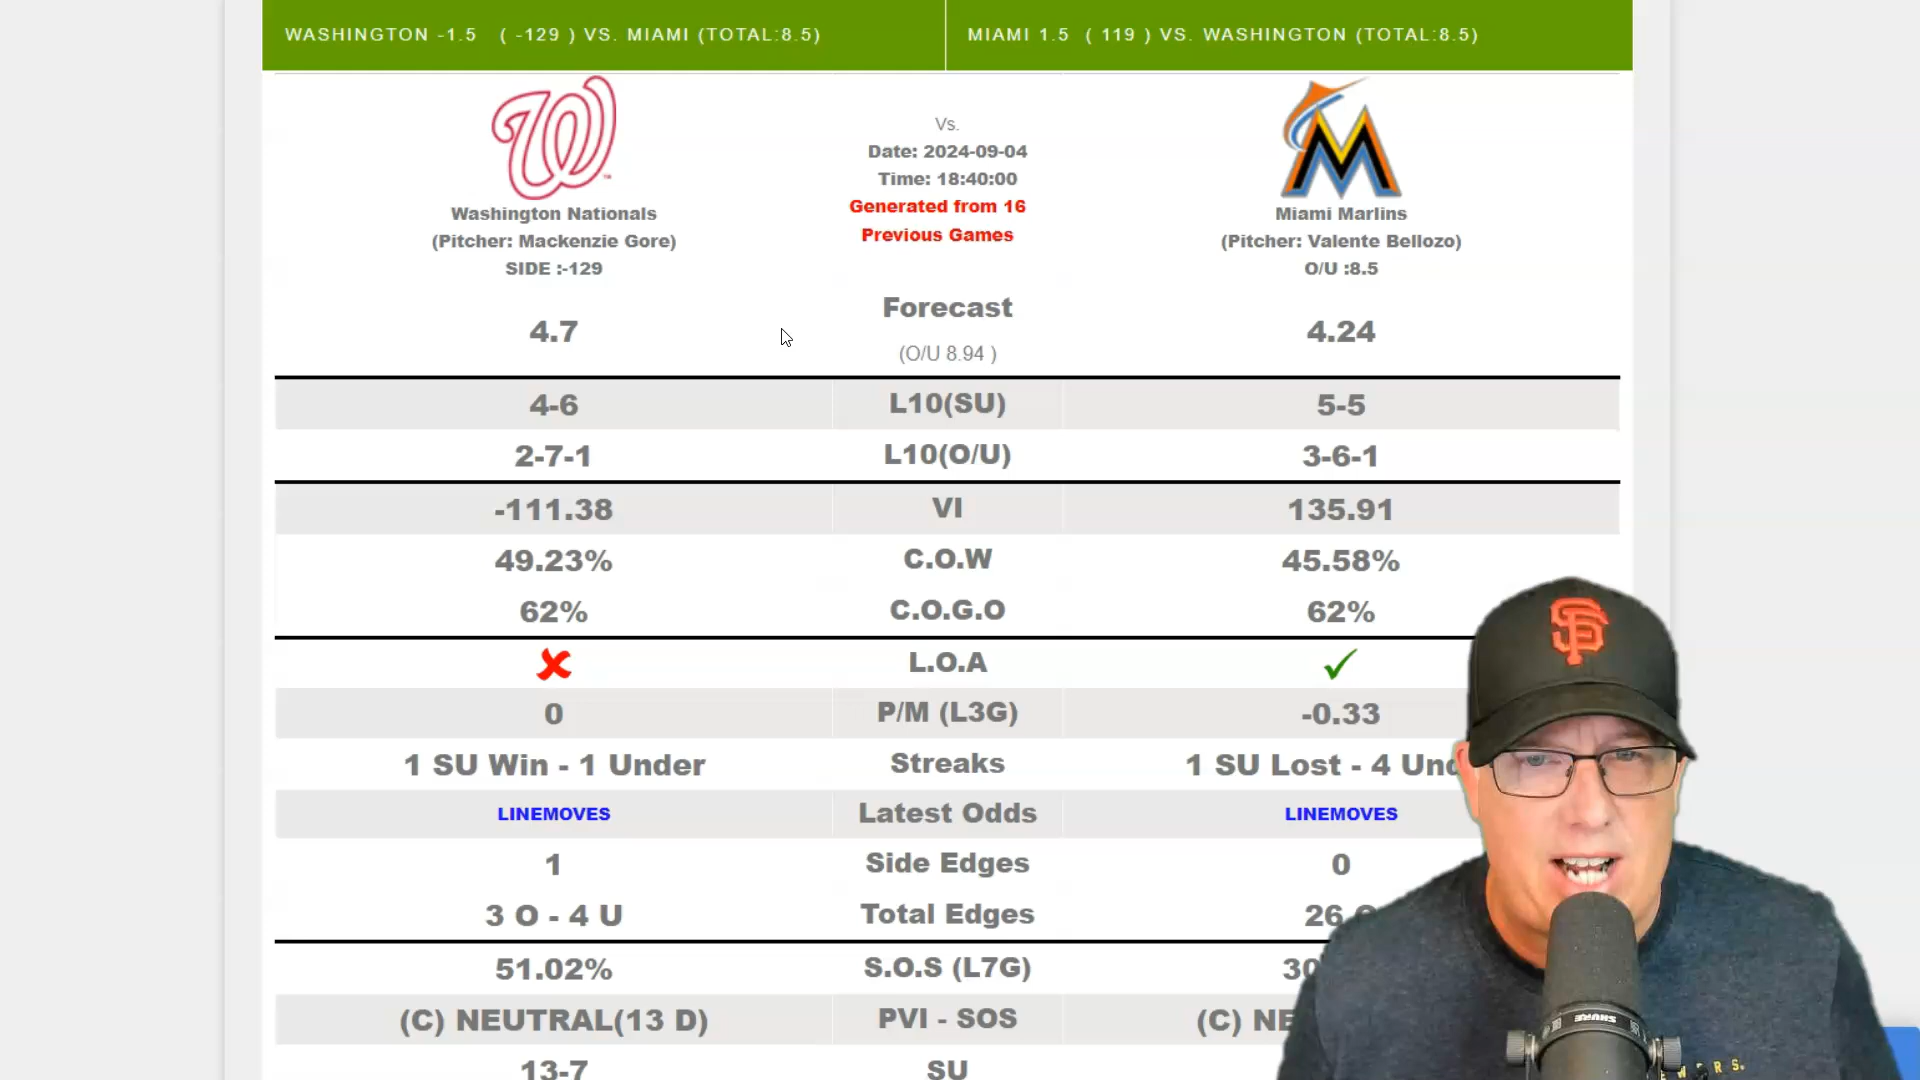 WASHINGTON -1.5 ( -129 ) VS. MIAMI (TOTAL:8.5)
MIAMI 1.5 ( 119 ) VS. WASHINGTON (TOTAL:8.5)
Washington Nationals
(Pitcher: Mackenzie Gore)
SIDE :-129
Vs.
Date: 2024-09-04
Time: 18:40:00
Generated from 16
Previous Games
Miami Marlins
(Pitcher: Valente Bellozo)
O/U :8.5
4.7
Forecast
(O/U 8.94 )
4.24
4-6 L10(SU) 5-5
2-7-1 L10(O/U) 3-6-1
-111.38 VI 135.91
49.23% C.O.W 45.58%
62% C.O.G.O 62%
L.O.A
0 P/M (L3G) -0.33
1 SU Win - 1 Under Streaks 1 SU Lost - 4
LINEMOVES Latest Odds LINEMOVES
1 Side Edges 0
3 O - 4 U Total Edges 26
51.02% S.O.S (L7G) 30
(C) NEUTRAL(13 D) PVI - SOS (C)
13-7 SU
SF
SHURE